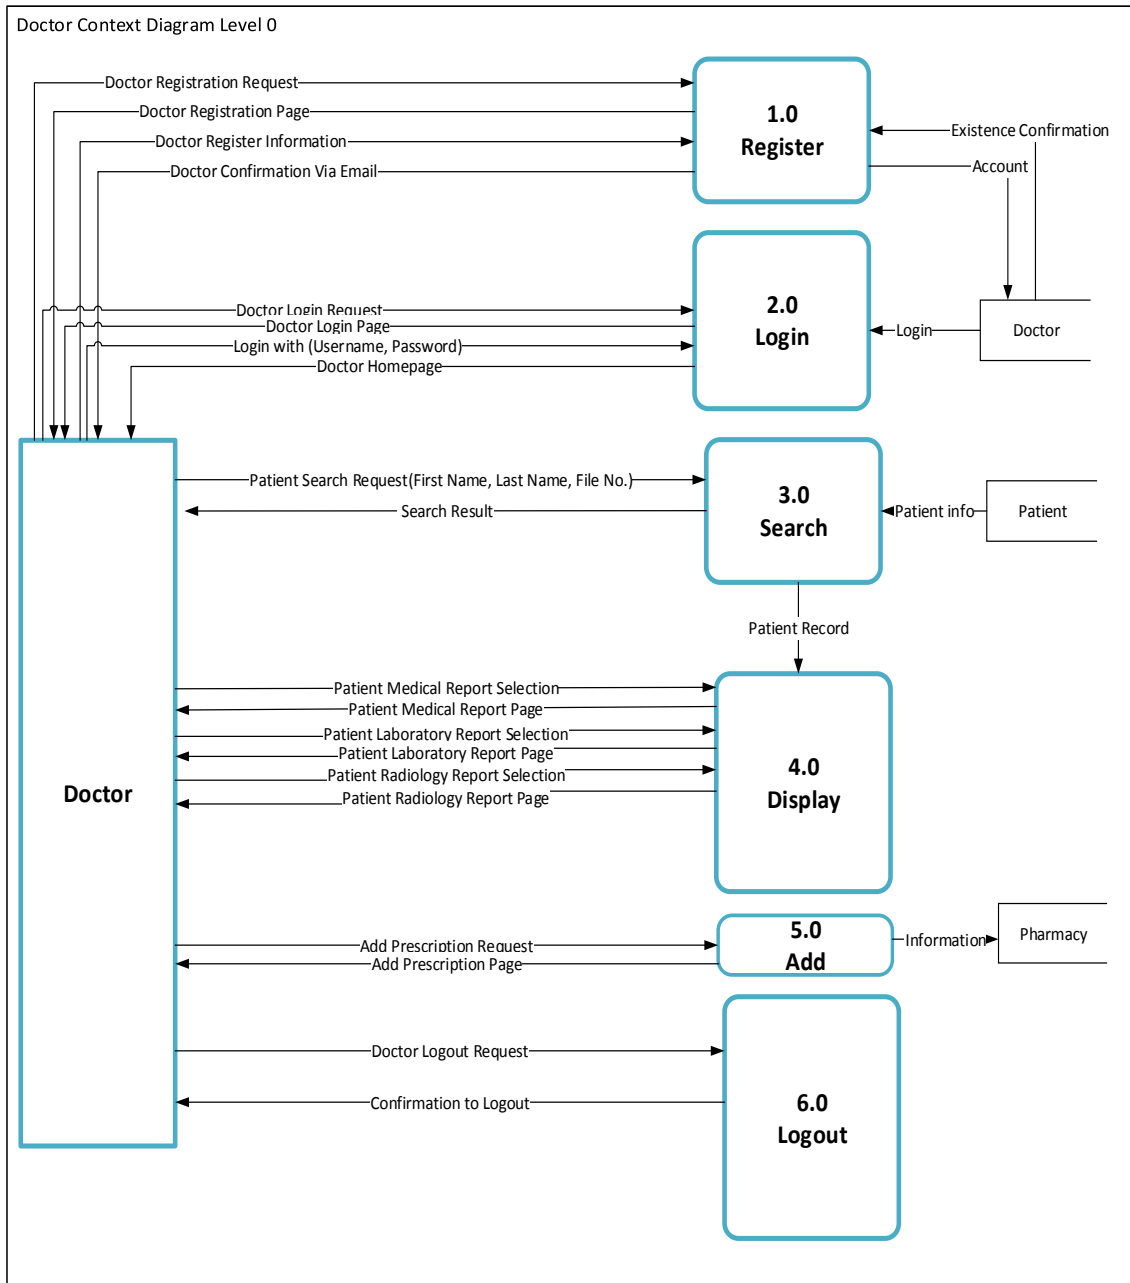 Doctor Context Diagram Level 0
Doctor Registration Request
Doctor Registration Page
Doctor Register Information
Doctor Confirmation Via Email
1.0
Register
Existence Confirmation
Account
Doctor Login Request
Doctor Login Page
Login with (Username, Password)
Doctor Homepage
2.0
Login
Login
Doctor
Patient Search Request(First Name, Last Name, File No.)
Search Result
3.0
Search
Patient info
Patient
Patient Record
Doctor
Patient Medical Report Selection
Patient Medical Report Page
Patient Laboratory Report Selection
Patient Laboratory Report Page
Patient Radiology Report Selection
Patient Radiology Report Page
4.0
Display
Add Prescription Request
Add Prescription Page
5.0
Add
Information
Pharmacy
Doctor Logout Request
Confirmation to Logout
6.0
Logout